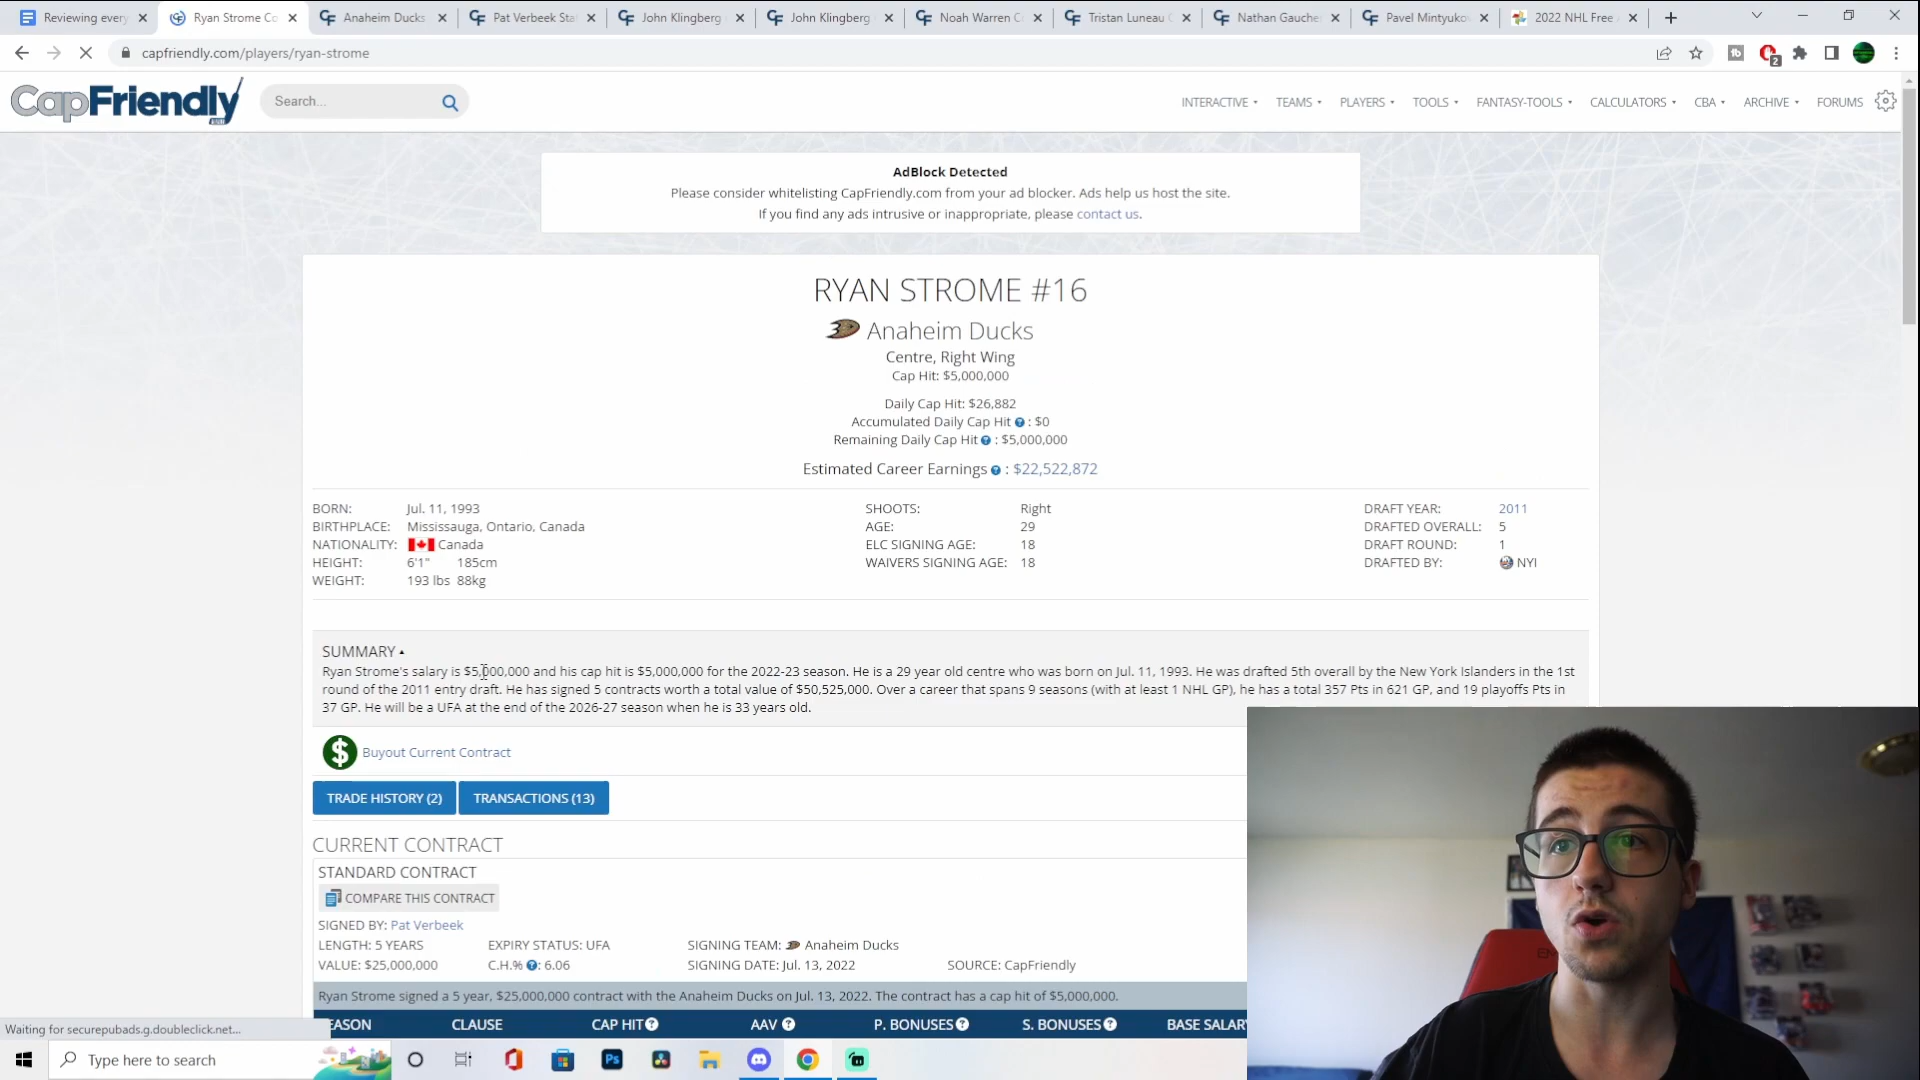 Reviewing every
Ryan Strome Co
Anaheim Ducks
Pat Verbeek Sta
John Klingberg
John Klingberg
Noah Warren C
Tristan Luneau
Nathan Gauche
Pavel Mintyuko
2022 NHL Free
capfriendly.com/players/ryan-strome
2
CapFriendly
Search...
INTERACTIVE TEAMS PLAYERS TOOLS FANTASY-TOOLS CALCULATORS CBA ARCHIVE FORUMS
AdBlock Detected
Please consider whitelisting CapFriendly.com from your ad blocker. Ads help us host the site.
If you find any ads intrusive or inappropriate, please contact us.
RYAN STROME #16
Anaheim Ducks
Centre, Right Wing
Cap Hit: $5,000,000
Daily Cap Hit: $26,882
Accumulated Daily Cap Hit ? : $0
Remaining Daily Cap Hit ? : $5,000,000
Estimated Career Earnings ? : $22,522,872
BORN: Jul. 11, 1993
BIRTHPLACE: Mississauga, Ontario, Canada
NATIONALITY: Canada
HEIGHT: 6'1" 185cm
WEIGHT: 193 lbs 88kg
SHOOTS: Right
AGE: 29
ELC SIGNING AGE: 18
WAIVERS SIGNING AGE: 18
DRAFT YEAR: 2011
DRAFTED OVERALL: 5
DRAFT ROUND: 1
DRAFTED BY: NYI
SUMMARY
Ryan Strome's salary is $5,000,000 and his cap hit is $5,000,000 for the 2022-23 season. He is a 29 year old centre who was born on Jul. 11, 1993. He was drafted 5th overall by the New York Islanders in the 1st
round of the 2011 entry draft. He has signed 5 contracts worth a total value of $50,525,000. Over a career that spans 9 seasons (with at least 1 NHL GP), he has a total 357 Pts in 621 GP, and 19 playoffs Pts in
37 GP. He will be a UFA at the end of the 2026-27 season when he is 33 years old.
$ Buyout Current Contract
TRADE HISTORY (2) TRANSACTIONS (13)
CURRENT CONTRACT
STANDARD CONTRACT
COMPARE THIS CONTRACT
SIGNED BY: Pat Verbeek
LENGTH: 5 YEARS EXPIRY STATUS: UFA SIGNING TEAM: Anaheim Ducks
VALUE: $25,000,000 C.H.% ?: 6.06 SIGNING DATE: Jul. 13, 2022 SOURCE: CapFriendly
Ryan Strome signed a 5 year, $25,000,000 contract with the Anaheim Ducks on Jul. 13, 2022. The contract has a cap hit of $5,000,000.
EASON CLAUSE CAP HIT ? AAV ? P. BONUSES ? S. BONUSES ? BASE SALARY
Waiting for securepubads.g.doubleclick.net...
Type here to search
Ps